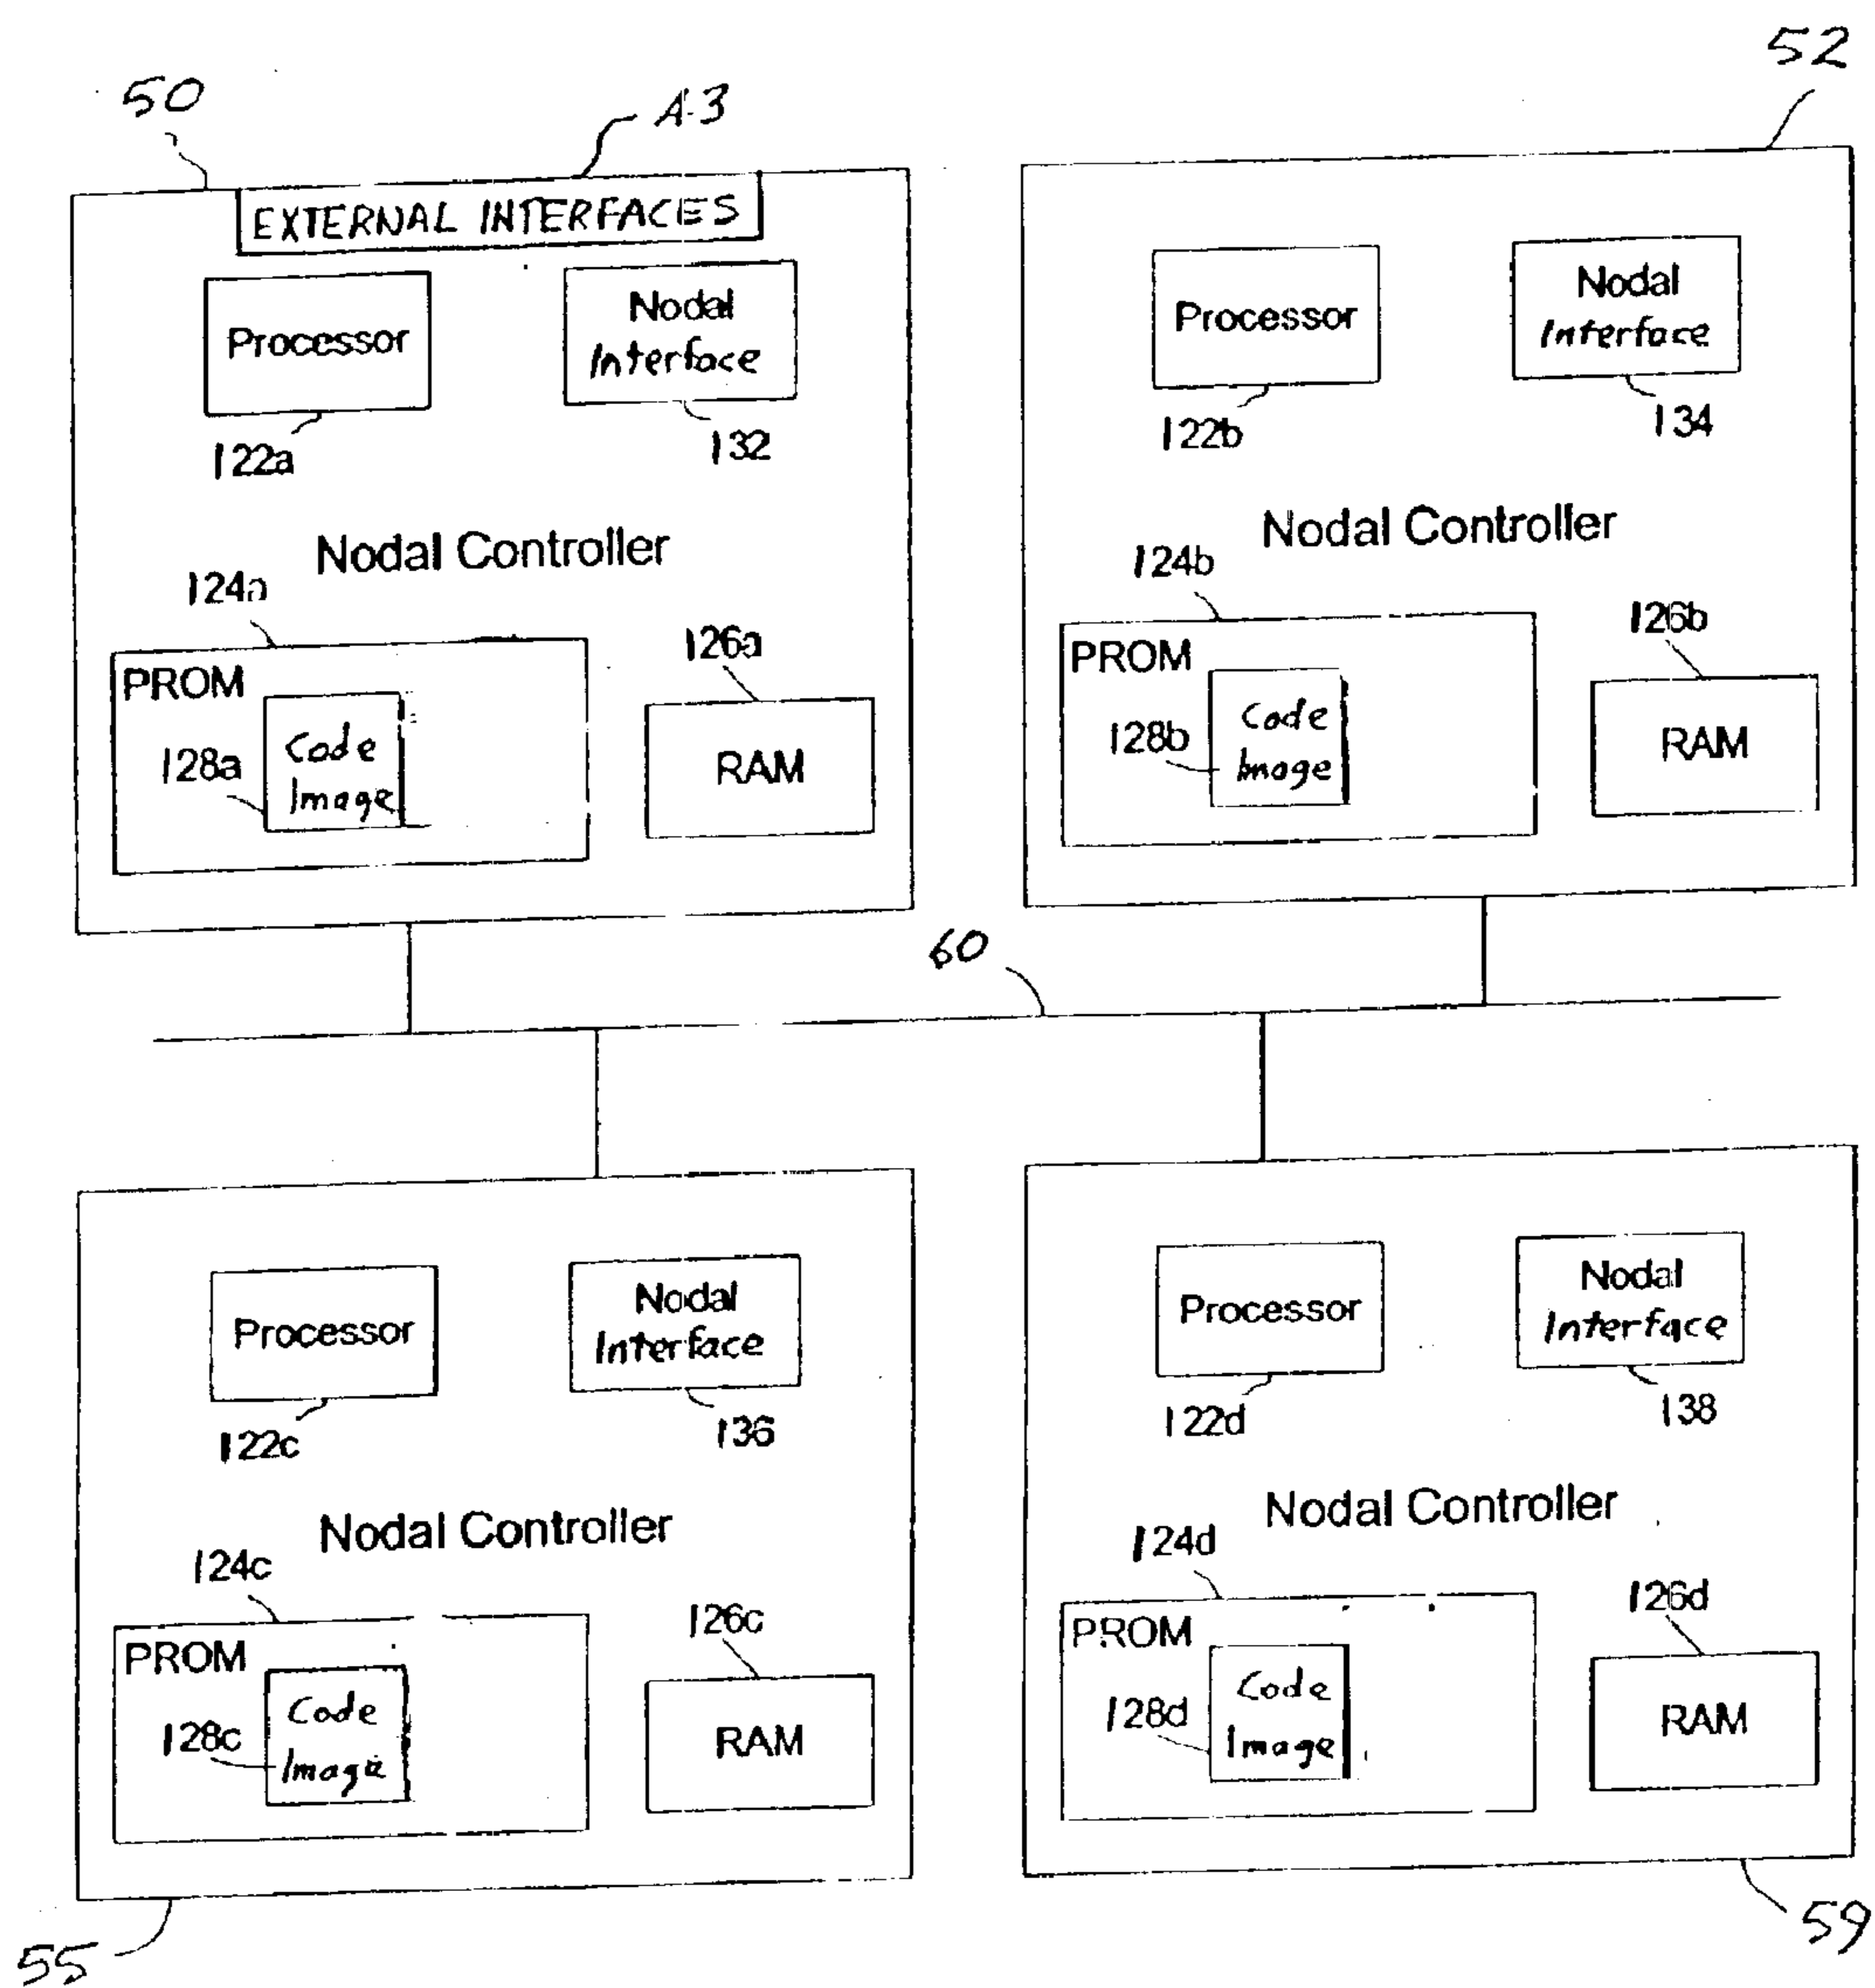 50
A-3
52
EXTERNAL INTERFACES
Processor
Nodal
Interface
122a
132
Nodal Controller
124a
PROM
Code
Image
128a
126a
RAM
Processor
Nodal
Interface
122b
134
Nodal Controller
124b
PROM
Code
Image
128b
126b
RAM
60
Processor
Nodal
Interface
122c
136
Nodal Controller
124c
PROM
Code
Image
128c
126c
RAM
55
Processor
Nodal
Interface
122d
138
Nodal Controller
124d
PROM
Code
Image
128d
126d
RAM
59